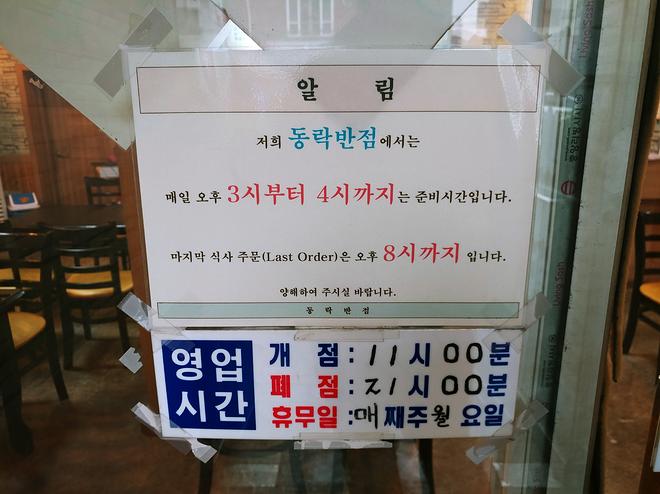 알 림
저희 동락반점에서는
매일 오후 3시부터 4시까지는 준비시간입니다.
마지막 식사 주문(Last Order)은 오후 8시까지 입니다.
양해하여 주시길 바랍니다.
동 락 반 점
영업시간
개 점 : 11시 00분
폐 점 : 21시 00분
휴무일 : 매째주월 요일